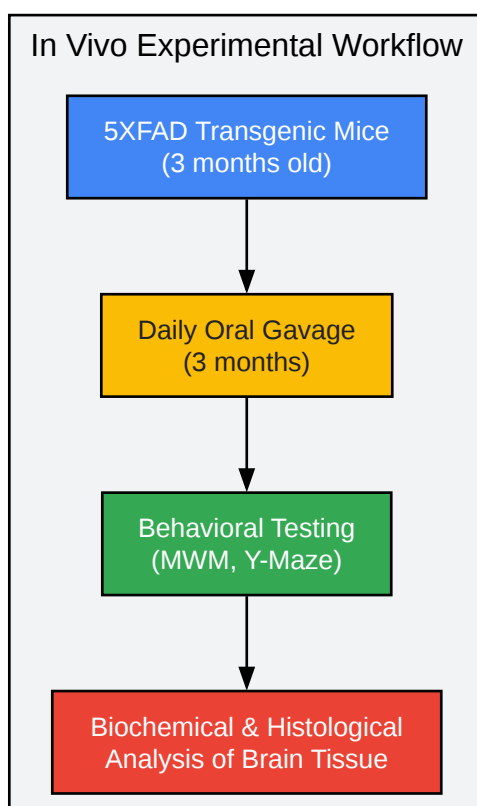 In Vivo Experimental Workflow
5XFAD Transgenic Mice
(3 months old)
Daily Oral Gavage
(3 months)
Behavioral Testing
(MWM, Y-Maze)
Biochemical & Histological
Analysis of Brain Tissue